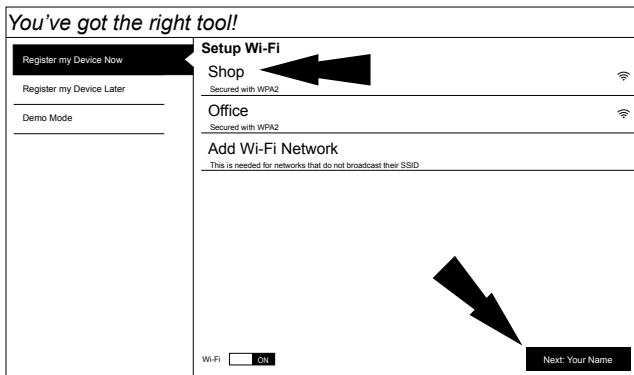 You've got the right tool!
Register my Device Now
Register my Device Later
Demo Mode
Setup Wi-Fi
Shop
Secured with WPA2
Office
Secured with WPA2
Add Wi-Fi Network
This is needed for networks that do not broadcast their SSID
Wi-Fi ON
Next: Your Name